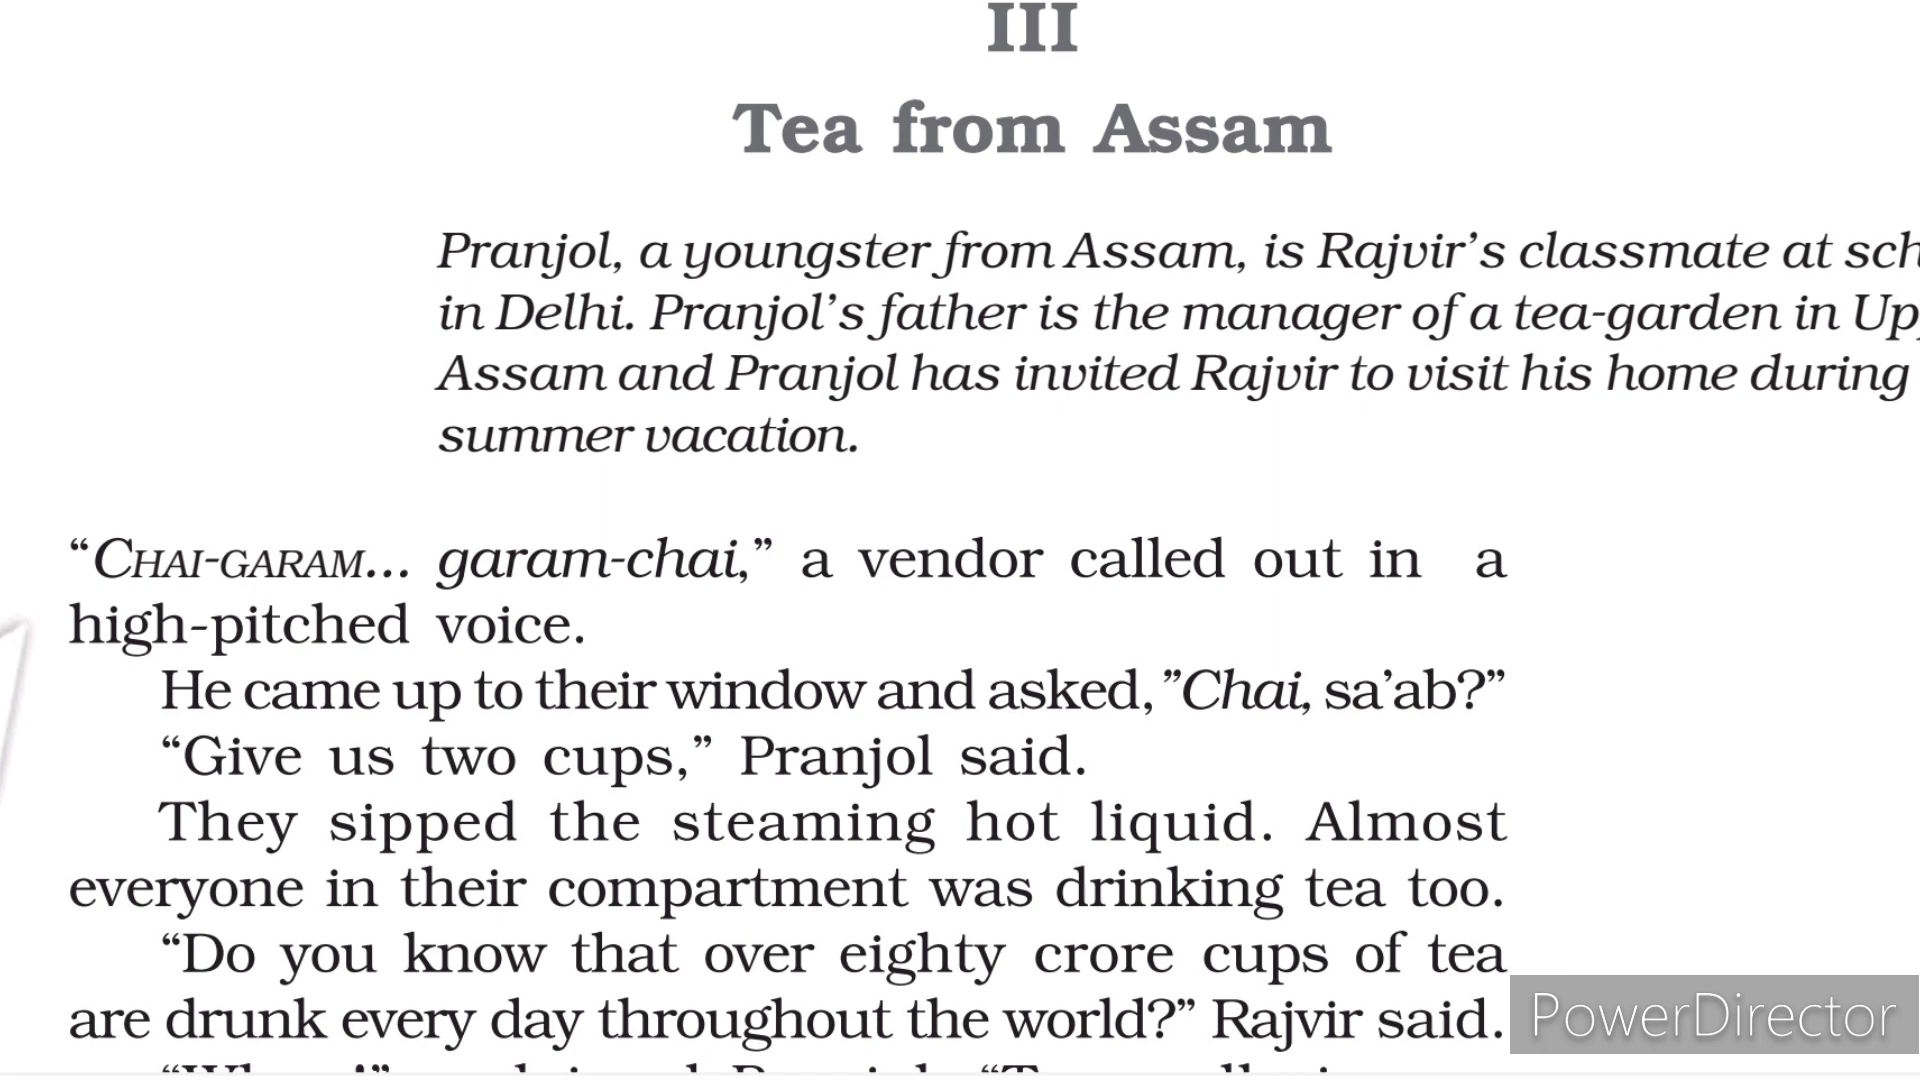 III
Tea from Assam
Pranjol, a youngster from Assam, is Rajvir’s classmate at
in Delhi. Pranjol’s father is the manager of a tea-garden in
Assam and Pranjol has invited Rajvir to visit his home during
summer vacation.
“CHAI-GARAM... garam-chai,” a vendor called out in a
high-pitched voice.
He came up to their window and asked, ”Chai, sa’ab?”
“Give us two cups,” Pranjol said.
They sipped the steaming hot liquid. Almost
everyone in their compartment was drinking tea too.
“Do you know that over eighty crore cups of tea
are drunk every day throughout the world?” Rajvir said.
PowerDirector